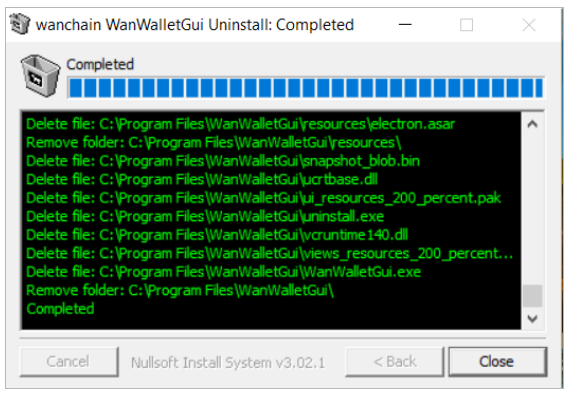 wanchain WanWalletGui Uninstall: Completed
Completed
Delete file: C:\Program Files\WanWalletGui\resources\electron.asar
Remove folder: C:\Program Files\WanWalletGui\resources\
Delete file: C:\Program Files\WanWalletGui\snapshot_blob.bin
Delete file: C:\Program Files\WanWalletGui\ucrtbase.dll
Delete file: C:\Program Files\WanWalletGui\ui_resources_200_percent.pak
Delete file: C:\Program Files\WanWalletGui\uninstall.exe
Delete file: C:\Program Files\WanWalletGui\vcruntime140.dll
Delete file: C:\Program Files\WanWalletGui\views_resources_200_percent...
Delete file: C:\Program Files\WanWalletGui\WanWalletGui.exe
Remove folder: C:\Program Files\WanWalletGui\
Completed
Cancel Nullsoft Install System v3.02.1 < Back Close